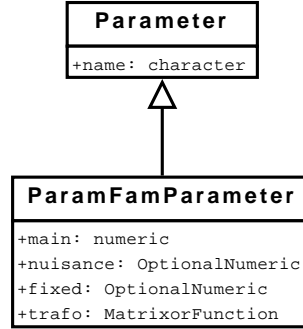 Parameter
+name: character
ParamFamParameter
+main: numeric
+nuisance: OptionalNumeric
+fixed: OptionalNumeric
+trafo: MatrixorFunction